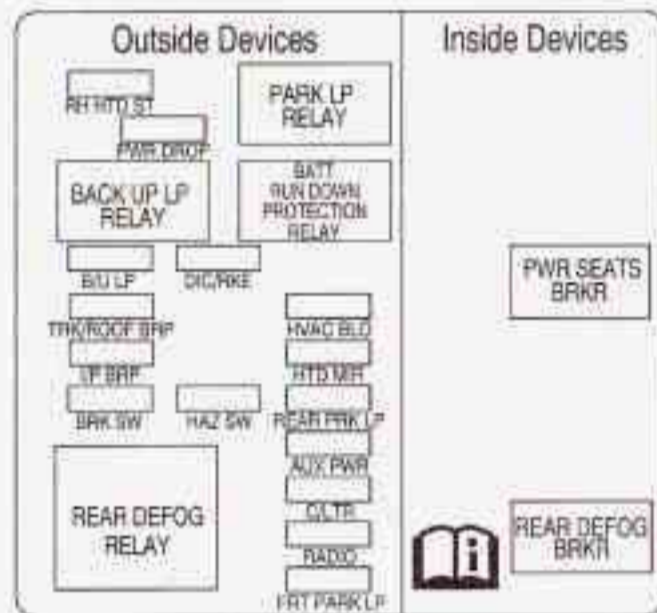 Outside Devices
Inside Devices
RH HTD ST
PARK LP
RELAY
PWR DROP
BACK UP LP
RELAY
BATT
RUN DOWN
PROTECTION
RELAY
B/U LP
DIC/RKE
PWR SEATS
BRKR
TRK/ROOF BRP
HVAC BLO
I/P BRP
HTD MIR
BRK SW
HAZ SW
REAR PRK LP
AUX PWR
C/LTR
REAR DEFOG
RELAY
RADIO
FRT PARK LP
i
REAR DEFOG
BRKR